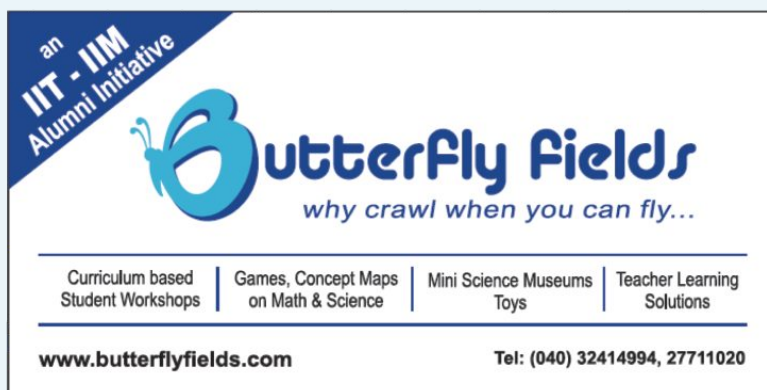 an
IIT - IIM
Alumni Initiative
Butterfly fields
why crawl when you can fly...
Curriculum based
Student Workshops
Games, Concept Maps
on Math & Science
Mini Science Museums
Toys
Teacher Learning
Solutions
www.butterflyfields.com
Tel: (040) 32414994, 27711020